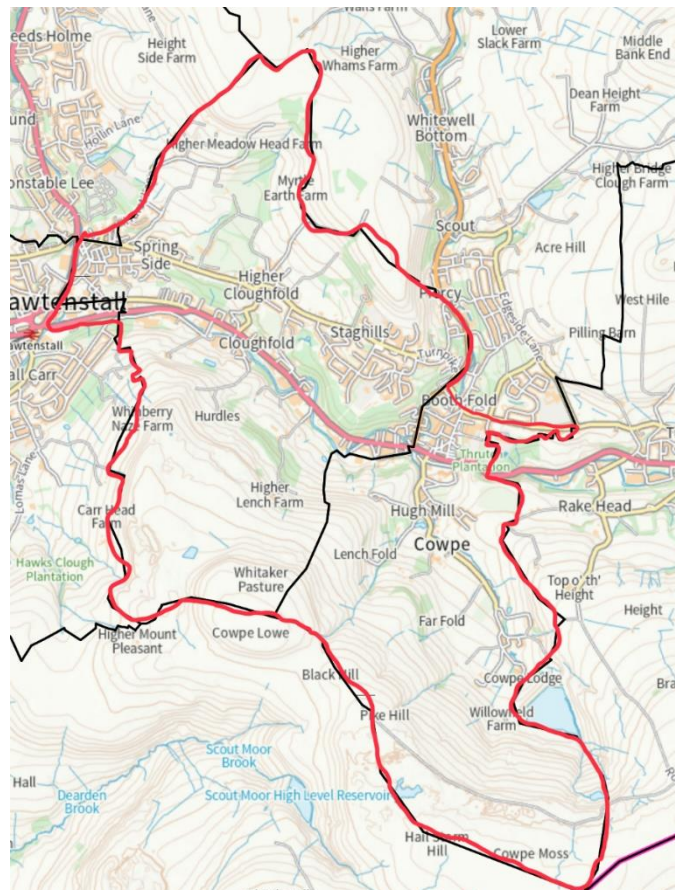 Walls Farm
eeds Holme
Height
Side Farm
Higher
Whams Farm
Lower
Slack Farm
Middle
Bank End
Dean Height
Farm
ound
Hollin Lane
Whitewell
Bottom
Higher Meadow Head Farm
onstable Lee
Myrtle
Earth Farm
Higher Bridge
Clough Farm
Scout
Spring
Side
Acre Hill
Higher
Cloughfold
Piercy
Edgeside Lane
West Hile
awtenstall
Staghills
Pilling Barn
awtenstall
Cloughfold
Turnpike
all Carr
Booth Fold
Whinberry
Naze Farm
Hurdles
Thrutch
Plantation
Lomas Lane
Higher
Lench Farm
Rake Head
Carr Head
Farm
Hugh Mill
Cowpe
Lench Fold
Hawks Clough
Plantation
Whitaker
Pasture
Top o'th'
Height
Height
Far Fold
Higher Mount
Pleasant
Cowpe Lowe
Black Hill
Cowpe Lodge
Bra
Pike Hill
Willowfield
Farm
Scout Moor
Brook
Hall
Dearden
Brook
Scout Moor High Level Reservoir
Hail Storm
Hill
Cowpe Moss